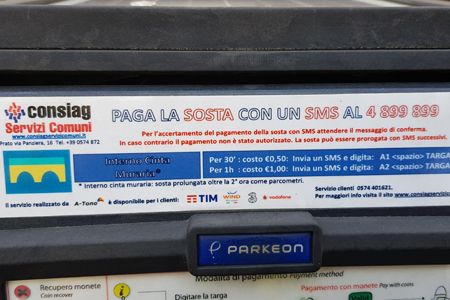 consiag
Servizi Comuni
www.consiagservizicomuni.it
Prato via Panziera, 16 Tel. +39 0574 872
PAGA LA SOSTA CON UN SMS AL 4 899 899
Per l'accertamento del pagamento della sosta con SMS attendere il messaggio di conferma.
In caso contrario il pagamento non è stato autorizzato. La sosta può essere prorogata con SMS successivi.
Interno Cinta
Muraria*
Per 30' : costo €0,50: Invia un SMS e digita: A1 <spazio> TARGA
Per 1h : costo €1,00: Invia un SMS e digita: A2 <spazio> TARGA
* Interno cinta muraria: sosta prolungata oltre la 2° ora come parcometri.
Servizio clienti 0574 401621.
Per maggiori info visita il sito www.consiagservizi
Il servizio realizzato da A-Tono è disponibile per i clienti: TIM WIND 3 vodafone
PARKEON
Modalità di pagamento Payment method
Recupero monete
Coin recover
Digitare la targa
Pagamento con monete Pay with coins